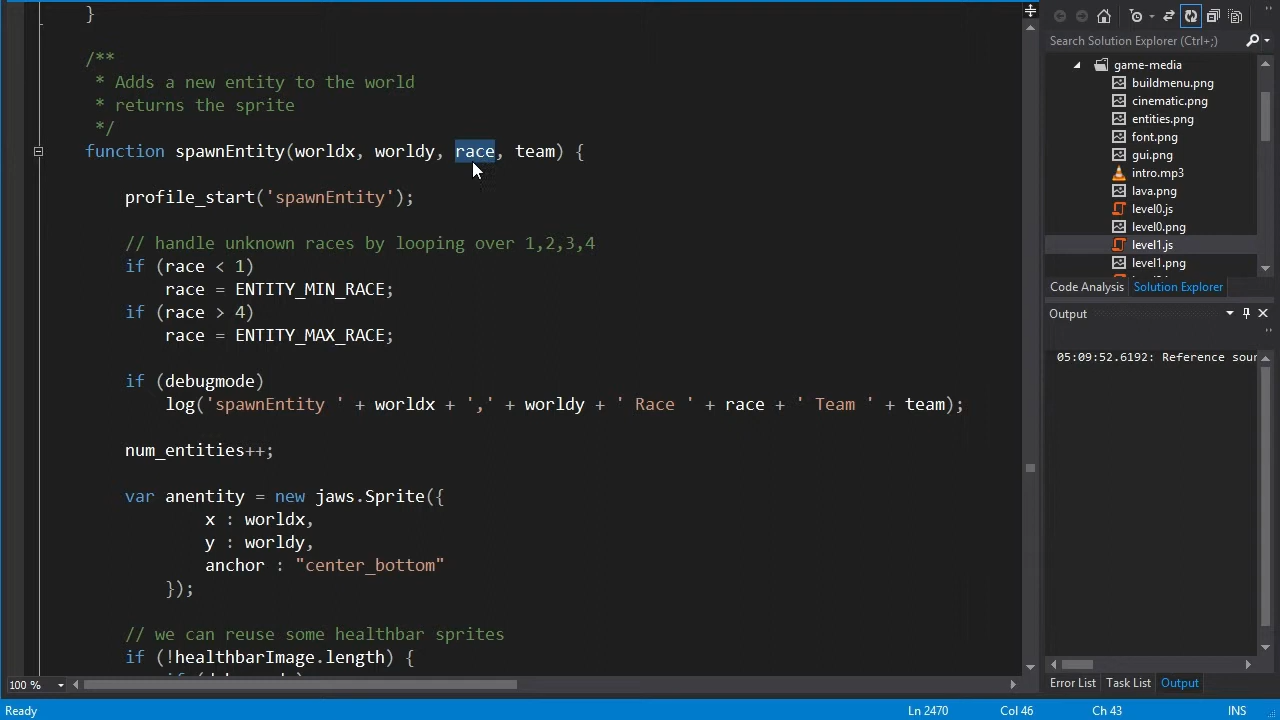 }
/**
* Adds a new entity to the world
* returns the sprite
*/
function spawnEntity(worldx, worldy, race, team) {
profile_start('spawnEntity');
// handle unknown races by looping over 1,2,3,4
if (race < 1)
race = ENTITY_MIN_RACE;
if (race > 4)
race = ENTITY_MAX_RACE;
if (debugmode)
log('spawnEntity ' + worldx + ',' + worldy + ' Race ' + race + ' Team ' + team);
num_entities++;
var anentity = new jaws.Sprite({
x : worldx,
y : worldy,
anchor : "center_bottom"
});
// we can reuse some healthbar sprites
if (!healthbarImage.length) {
100 %
Search Solution Explorer (Ctrl+;)
game-media
buildmenu.png
cinematic.png
entities.png
font.png
gui.png
intro.mp3
lava.png
level0.js
level0.png
level1.js
level1.png
Code Analysis Solution Explorer
Output
05:09:52.6192: Reference sour
Error List Task List Output
Ready Ln 2470 Col 46 Ch 43 INS